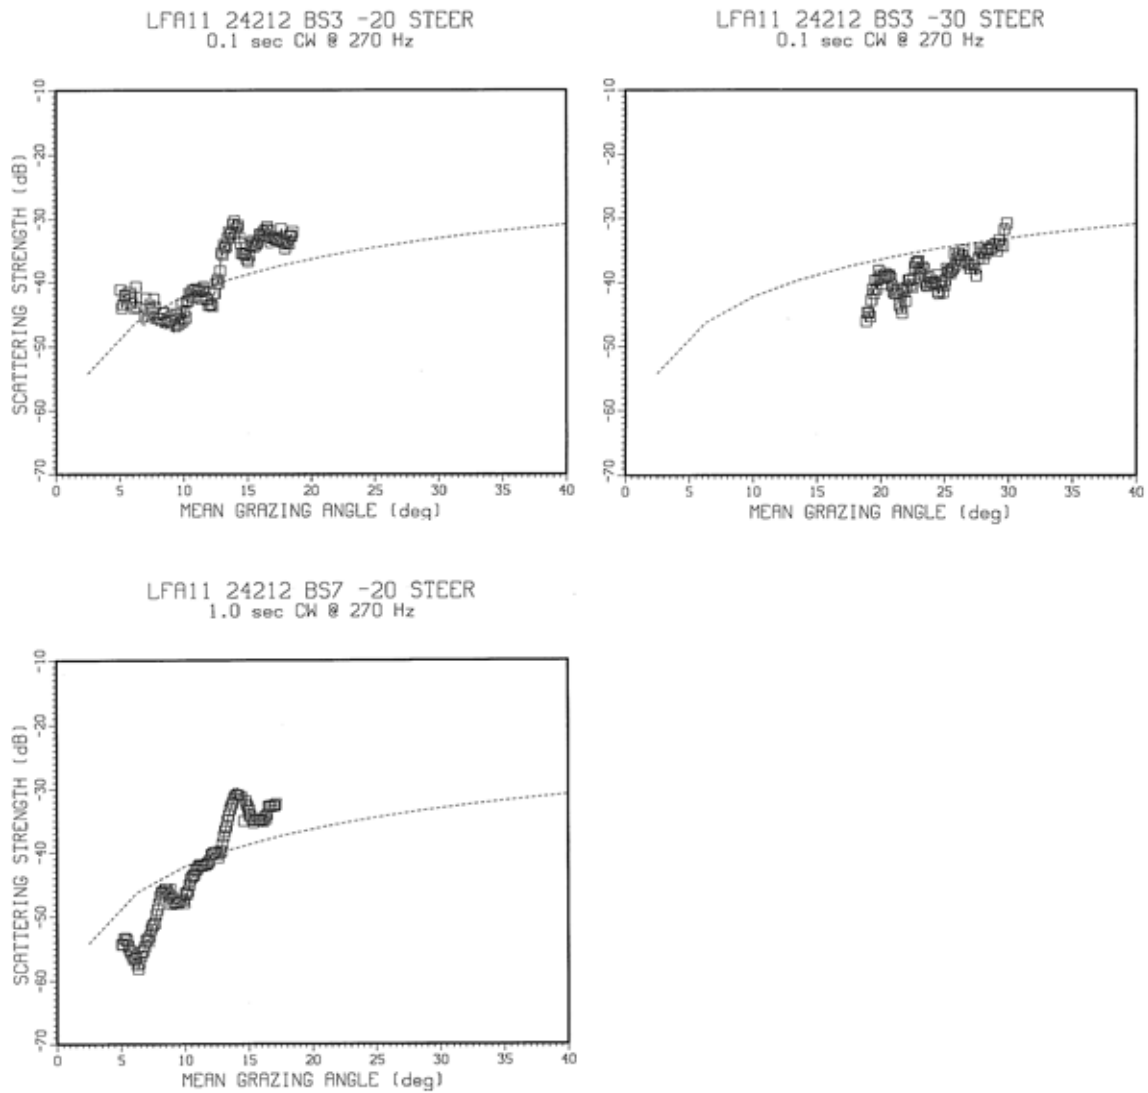 LFA11 24212 BS3 -20 STEER
0.1 sec CW @ 270 Hz
SCATTERING STRENGTH (dB)
-10
-20
-30
-40
-50
-60
-70
0 5 10 15 20 25 30 35 40
MEAN GRAZING ANGLE (deg)
LFA11 24212 BS3 -30 STEER
0.1 sec CW @ 270 Hz
SCATTERING STRENGTH (dB)
-10
-20
-30
-40
-50
-60
-70
0 5 10 15 20 25 30 35 40
MEAN GRAZING ANGLE (deg)
LFA11 24212 BS7 -20 STEER
1.0 sec CW @ 270 Hz
SCATTERING STRENGTH (dB)
-10
-20
-30
-40
-50
-60
-70
0 5 10 15 20 25 30 35 40
MEAN GRAZING ANGLE (deg)